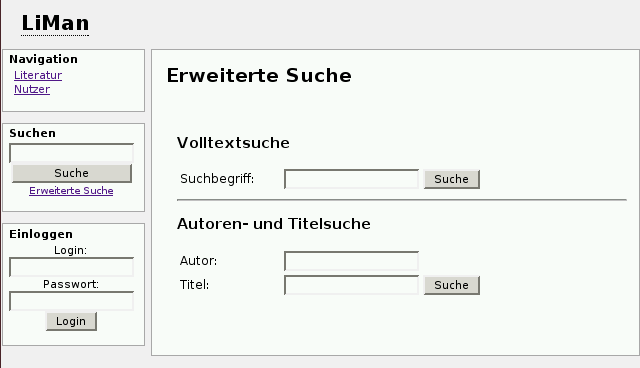 LiMan
Navigation
Literatur
Nutzer
Suchen
Suche
Erweiterte Suche
Einloggen
Login:
Passwort:
Login
Erweiterte Suche
Volltextsuche
Suchbegriff: Suche
Autoren- und Titelsuche
Autor:
Titel: Suche